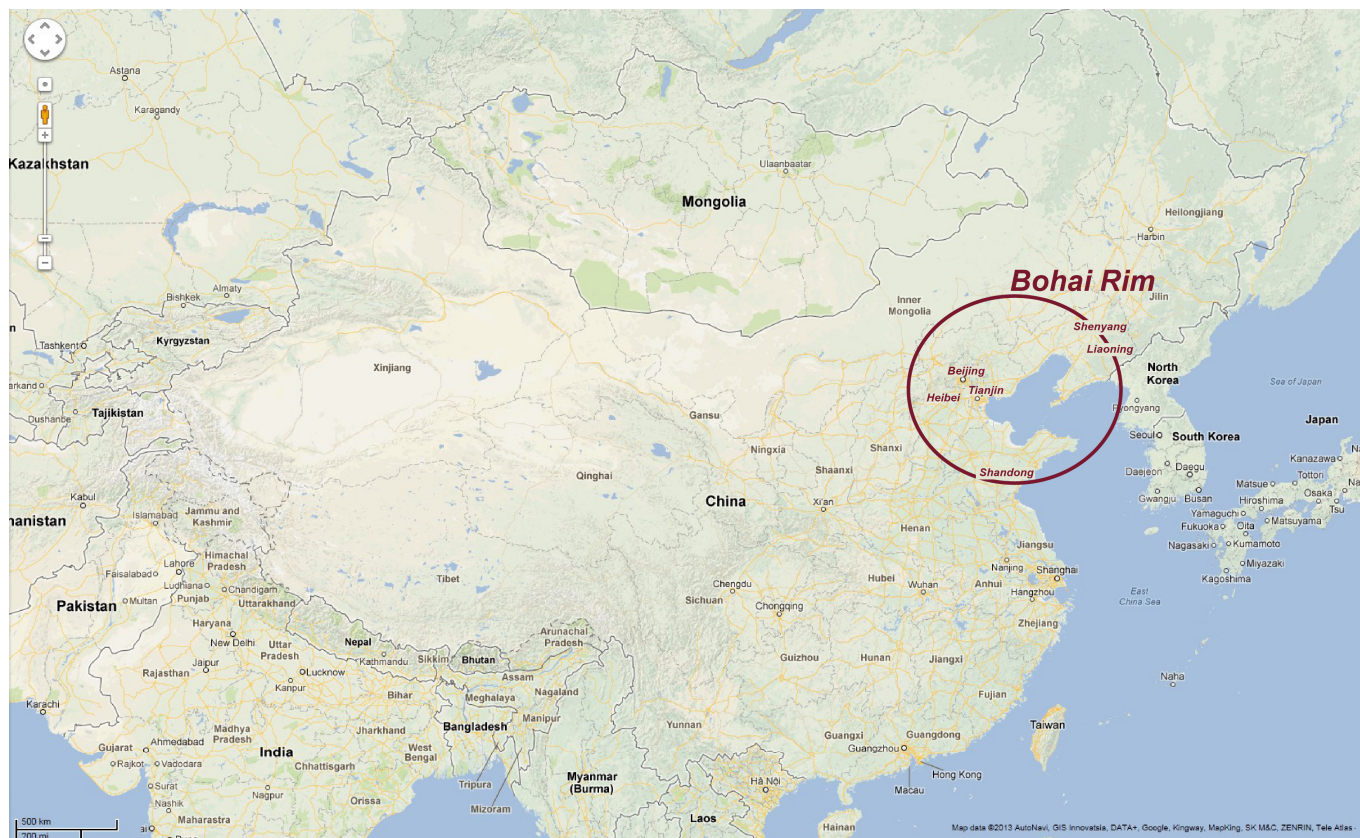 Astana
Karagandy
Kazakhstan
Ulaanbaatar
Mongolia
Heilongjiang
Harbin
Bohai Rim
Jilin
Inner
Mongolia
Almaty
Bishkek
Kyrgyzstan
Tashkent
Shenyang
Liaoning
Xinjiang
Beijing
Tianjin
Heibei
North
Korea
Pyongyang
Sea of Japan
Dushanbe
Tajikistan
Gansu
Japan
Seoul
South Korea
Ningxia
Shanxi
Shaanxi
Shandong
Qinghai
Kanazawa
Daejeon
Daegu
Tottori
Matsue
Gwangju
Busan
Hiroshima
Osaka
Tsu
Kabul
Islamabad
Jammu and
Kashmir
China
Xi'an
Yamaguchi
Matsuyama
Fukuoka
Oita
Henan
Nagasaki
Kumamoto
Miyazaki
Kagoshima
Himachal
Pradesh
Lahore
Faisalabad
Ludhiana
Chandigarh
Punjab
Uttarakhand
Multan
Pakistan
Tibet
Jiangsu
Nanjing
Shanghai
Hubei
Wuhan
Anhui
Hangzhou
Chengdu
Sichuan
Chongqing
East
China Sea
Zhejiang
Haryana
New Delhi
Uttar
Pradesh
Nepal
Kathmandu
Sikkim
Bhutan
Arunachal
Pradesh
Assam
Rajasthan
Jaipur
Lucknow
Kanpur
Bihar
Meghalaya
Nagaland
Guizhou
Hunan
Jiangxi
Naha
Fujian
Karachi
Manipur
Bangladesh
Taiwan
Yunnan
Guangxi
Guangdong
Guangzhou
Madhya
Pradesh
Jharkhand
West
Bengal
Gujarat
Ahmedabad
India
Rajkot
Vadodara
Chhattisgarh
Tripura
Mizoram
Myanmar
(Burma)
Hà Nội
Hong Kong
Macau
Surat
Nashik
Nagpur
Orissa
Maharastra
Laos
Hainan
500 km
200 mi
Map data ©2013 AutoNavi, GIS Innovatsia, DATA+, Google, Kingway, MapKing, SK M&C, ZENRIN, Tele Atlas -